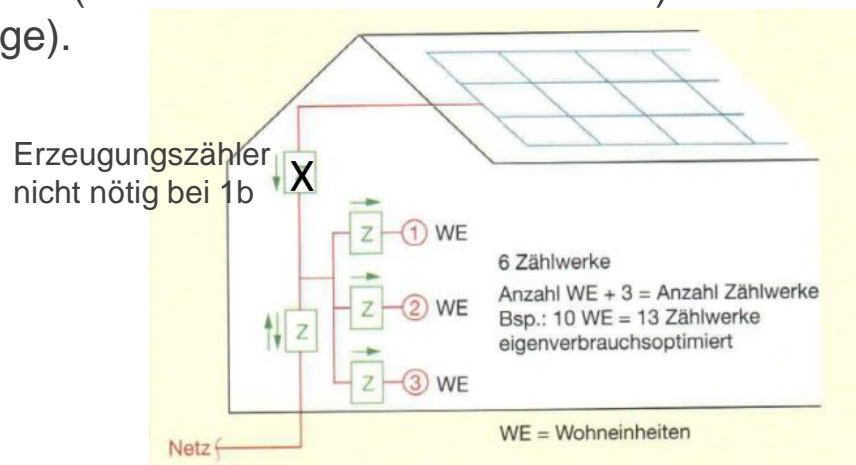 ge).
Erzeugungszähler
nicht nötig bei 1b
X
Z
1 WE
Z
2 WE
Z
Z
3 WE
6 Zählwerke
Anzahl WE + 3 = Anzahl Zählwerke
Bsp.: 10 WE = 13 Zählwerke
eigenverbrauchsoptimiert
WE = Wohneinheiten
Netz